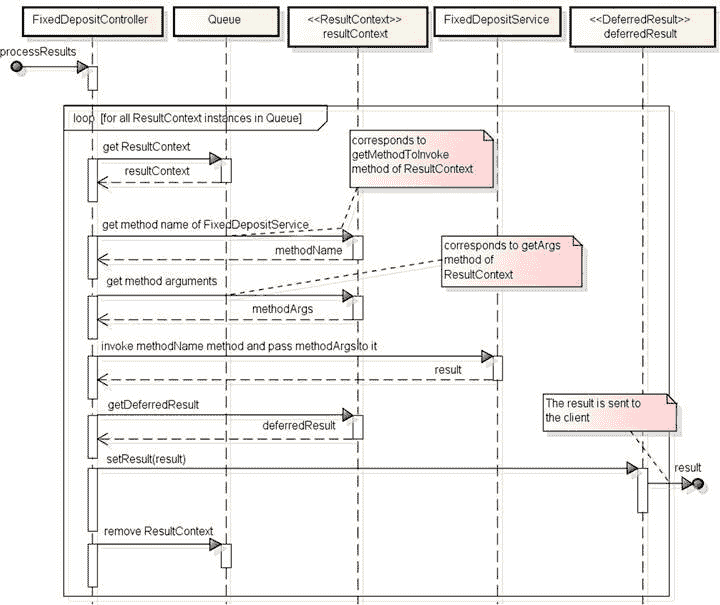 FixedDepositController
Queue
<<ResultContext>>
resultContext
FixedDepositService
<<DeferredResult>>
deferredResult
processResults
loop [for all ResultContext instances in Queue]
get ResultContext
resultContext
corresponds to
getMethodToInvoke
method of ResultContext
get method name of FixedDepositService
methodName
corresponds to getArgs
method of
ResultContext
get method arguments
methodArgs
invoke methodName method and pass methodArgs to it
result
getDeferredResult
deferredResult
The result is sent to
the client
setResult(result)
result
remove ResultContext